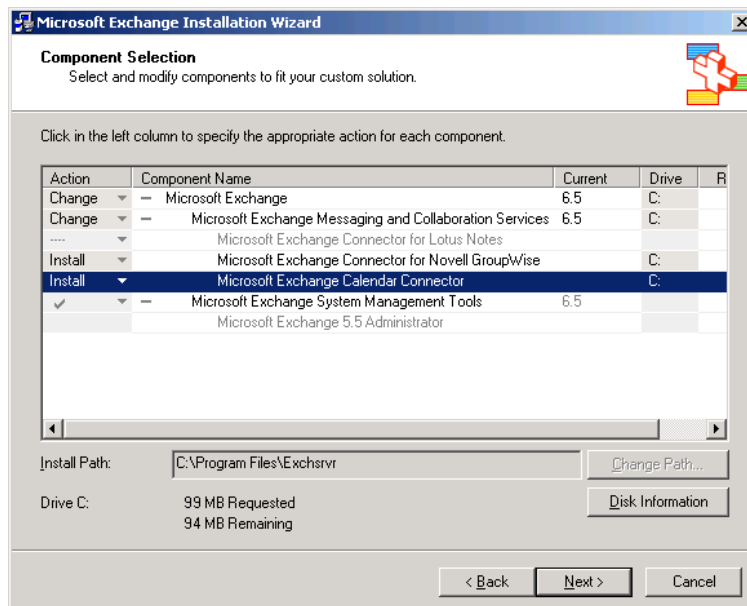 Microsoft Exchange Installation Wizard
Component Selection
Select and modify components to fit your custom solution.
Click in the left column to specify the appropriate action for each component.
Action Component Name Current Drive R
Change Microsoft Exchange 6.5 C:
Change Microsoft Exchange Messaging and Collaboration Services 6.5 C:
---- Microsoft Exchange Connector for Lotus Notes
Install Microsoft Exchange Connector for Novell GroupWise C:
Install Microsoft Exchange Calendar Connector C:
Microsoft Exchange System Management Tools 6.5
Microsoft Exchange 5.5 Administrator
Install Path: C:\Program Files\Exchsrvr Change Path...
Drive C: 99 MB Requested Disk Information
94 MB Remaining
< Back Next > Cancel